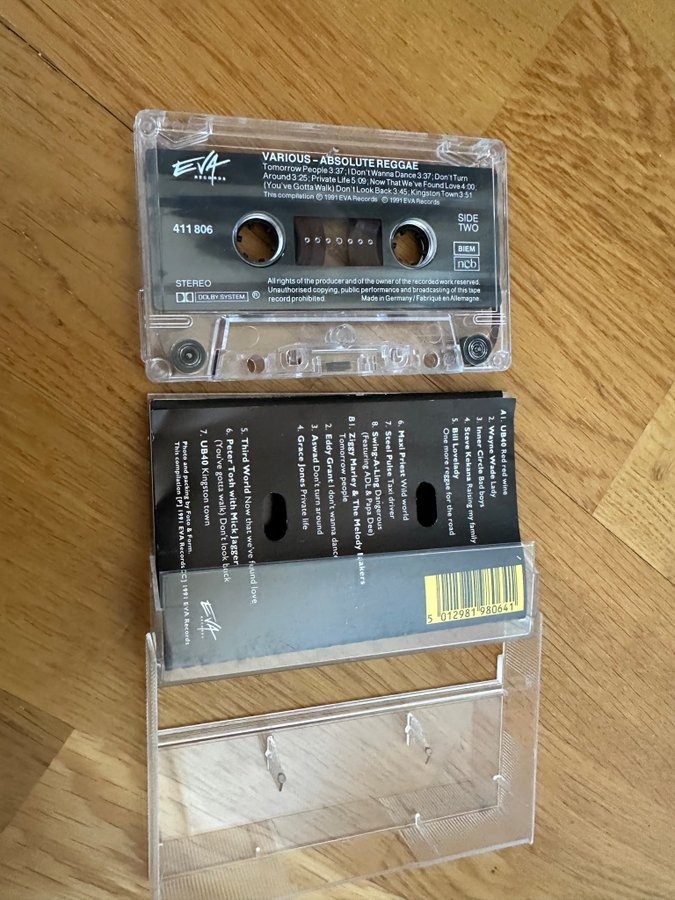 EVA
RECORDS
VARIOUS – ABSOLUTE REGGAE
Tomorrow People 3:37; I Don't Wanna Dance 3:37; Don't Turn
Around 3:25; Private Life 5:09; Now That We've Found Love 4:00;
(You've Gotta Walk) Don't Look Back 3:45; Kingston Town 3:51
This compilation ℗ 1991 EVA Records © 1991 EVA Records
411 806
SIDE
TWO
BIEM
ncb
STEREO
DOLBY SYSTEM ®
All rights of the producer and of the owner of the recorded work reserved.
Unauthorised copying, public performance and broadcasting of this tape
record prohibited. Made in Germany / Fabriqué en Allemagne.
A1. UB40 Red red wine
2. Wayne Wade Lady
3. Inner Circle Bad boys
4. Steve Kekana Raising my family
5. Bill Lovelady
One more reggae for the road
6. Maxi Priest Wild world
7. Steel Pulse Taxi driver
8. Swing-A-Ling Dangerous
(Featuring ADL & Papa Dee)
B1. Ziggy Marley & The Melody Makers
Tomorrow people
2. Eddy Grant I don't wanna dance
3. Aswad Don't turn around
4. Grace Jones Private life
5. Third World Now that we've found love
6. Peter Tosh with Mick Jagger
(You've gotta walk) Don't look back
7. UB40 Kingston town
Photo and packing by Foto & Form.
This compilation (P) 1991 EVA Records (C) 1991 EVA Records
EVA
RECORDS
5 012981 980641